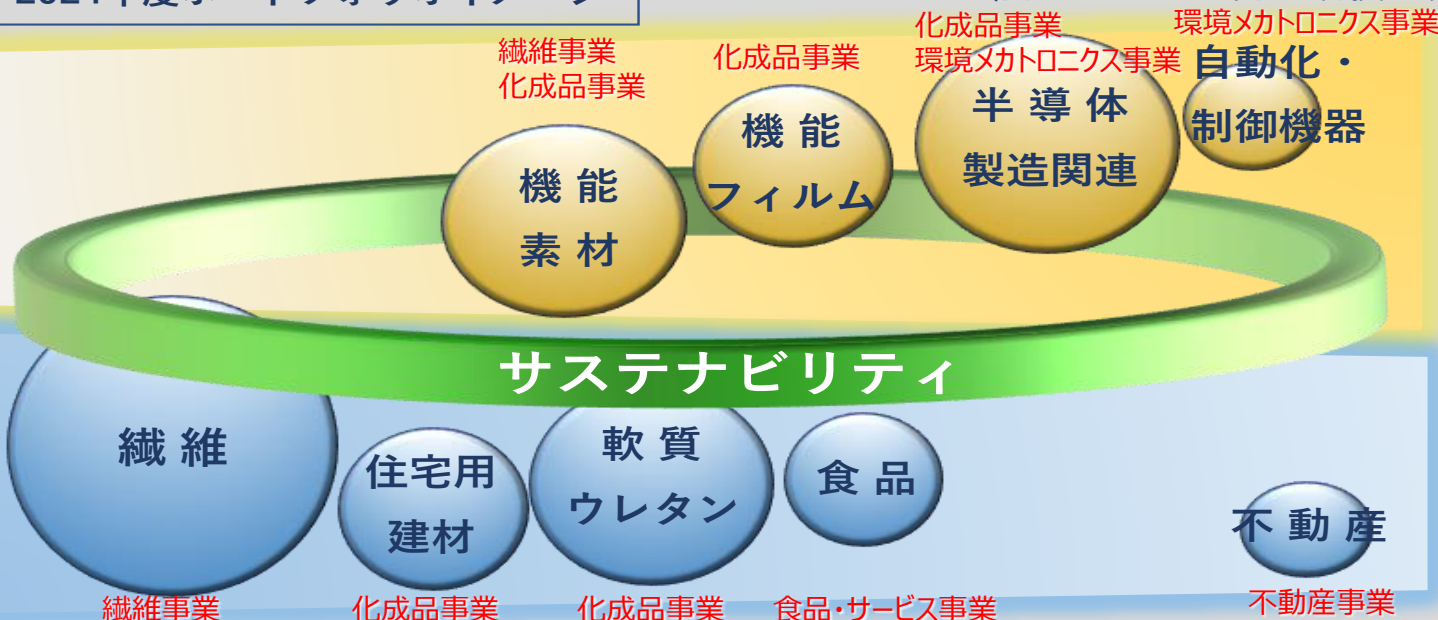 繊維事業
化成品事業
化成品事業
化成品事業
環境メカトロニクス事業
環境メカトロニクス事業
機能
素材
機能
フィルム
半導体
製造関連
自動化・
制御機器
サステナビリティ
繊維
住宅用
建材
軟質
ウレタン
食品
不動産
繊維事業
化成品事業
化成品事業
食品・サービス事業
不動産事業